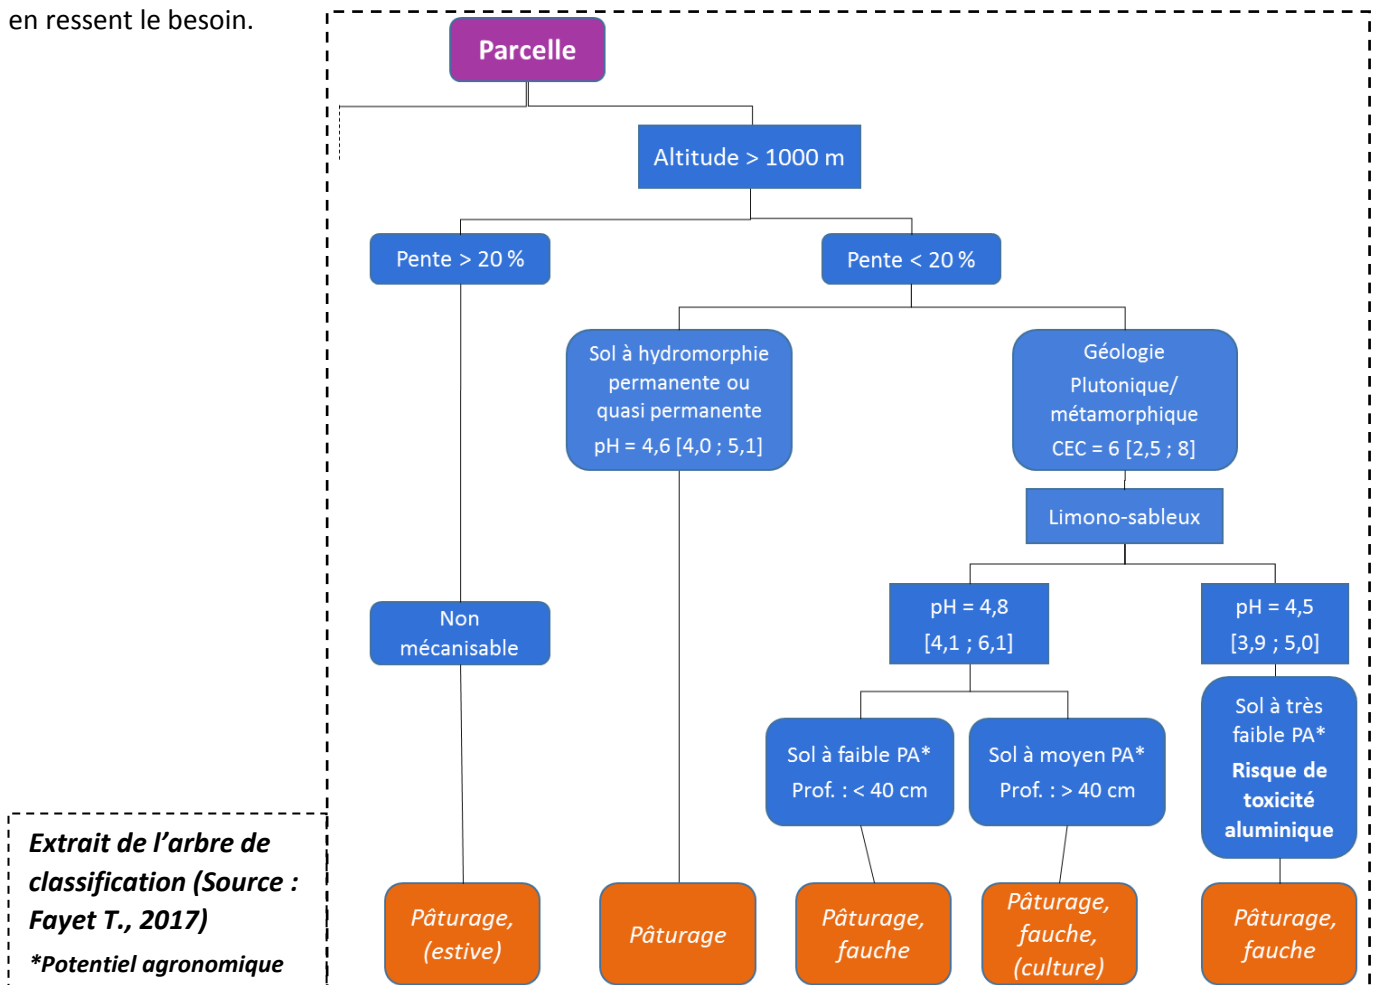 en ressent le besoin.
Parcelle
Altitude > 1000 m
Pente > 20 %
Pente < 20 %
Sol à hydromorphie
permanente ou
quasi permanente
pH = 4,6 [4,0 ; 5,1]
Géologie
Plutonique/
métamorphique
CEC = 6 [2,5 ; 8]
Limono-sableux
Non
mécanisable
pH = 4,8
[4,1 ; 6,1]
pH = 4,5
[3,9 ; 5,0]
Sol à faible PA*
Prof. : < 40 cm
Sol à moyen PA*
Prof. : > 40 cm
Sol à très
faible PA*
Risque de
toxicité
aluminique
Pâturage,
(estive)
Pâturage
Pâturage,
fauche
Pâturage,
fauche,
(culture)
Pâturage,
fauche
Extrait de l’arbre de
classification (Source :
Fayet T., 2017)
*Potentiel agronomique